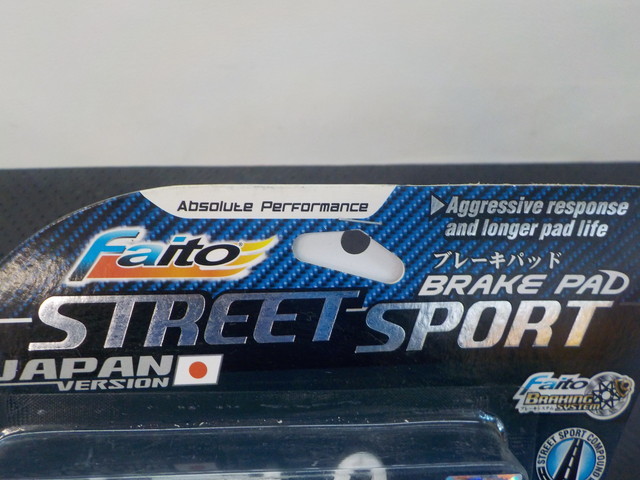 Absolute Performance
Aggressive response
and longer pad life
Faito
ブレーキパッド
BRAKE PAD
STREET SPORT
JAPAN
VERSION
Faito
BRAKING
SYSTEM
STREET SPORT COMPOUND